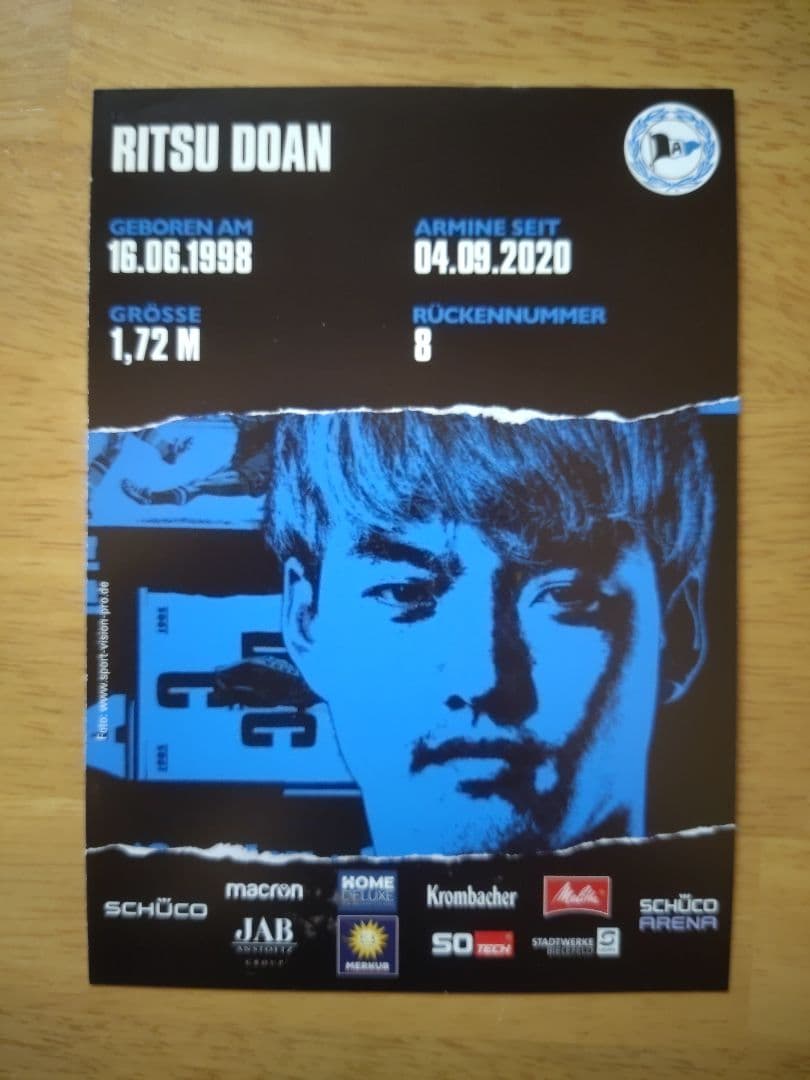 RITSU DOAN
A
GEBOREN AM
16.06.1998
ARMINE SEIT
04.09.2020
GRÖSSE
1,72 M
RÜCKENNUMMER
8
Foto: www.sport-vision-pro.de
SCHÜCO
macron
JAB
ANSTOETZ
GROUP
HOME
DELUXE
MERKUR
Krombacher
SO TECH
Melitta
STADTWERKE
BIELEFELD
SCHÜCO
ARENA